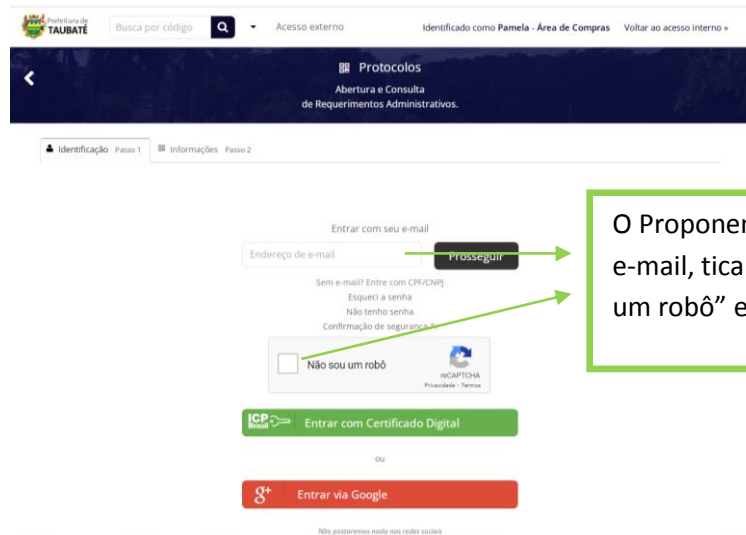 Prefeitura de
TAUBATÉ
Busca por código
Acesso externo
Identificado como Pamela - Área de Compras
Voltar ao acesso interno »
Protocolos
Abertura e Consulta
de Requerimentos Administrativos.
Identificação Passo 1
Informações Passo 2
Entrar com seu e-mail
Endereço de e-mail
Prosseguir
Sem e-mail? Entre com CPF/CNPJ
Esqueci a senha
Não tenho senha
Confirmação de segurança
Não sou um robô
reCAPTCHA
Privacidade - Termos
ICP
Brasil
Entrar com Certificado Digital
ou
g+ Entrar via Google
Não postaremos nada nas redes sociais
O Proponen
e-mail, tica
um robô” e